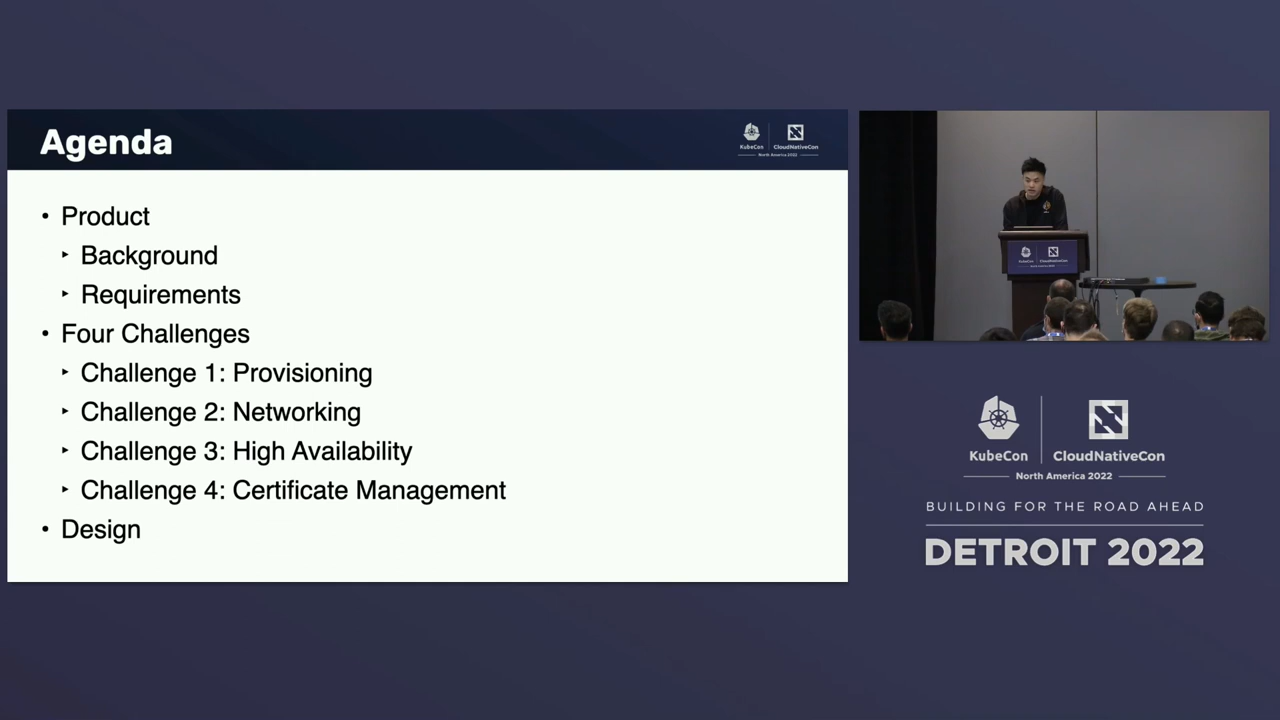 Agenda
KubeCon
CloudNativeCon
North America 2022
• Product
‣ Background
‣ Requirements
• Four Challenges
‣ Challenge 1: Provisioning
‣ Challenge 2: Networking
‣ Challenge 3: High Availability
‣ Challenge 4: Certificate Management
• Design
KubeCon
CloudNativeCon
KubeCon
CloudNativeCon
North America 2022
BUILDING FOR THE ROAD AHEAD
DETROIT 2022